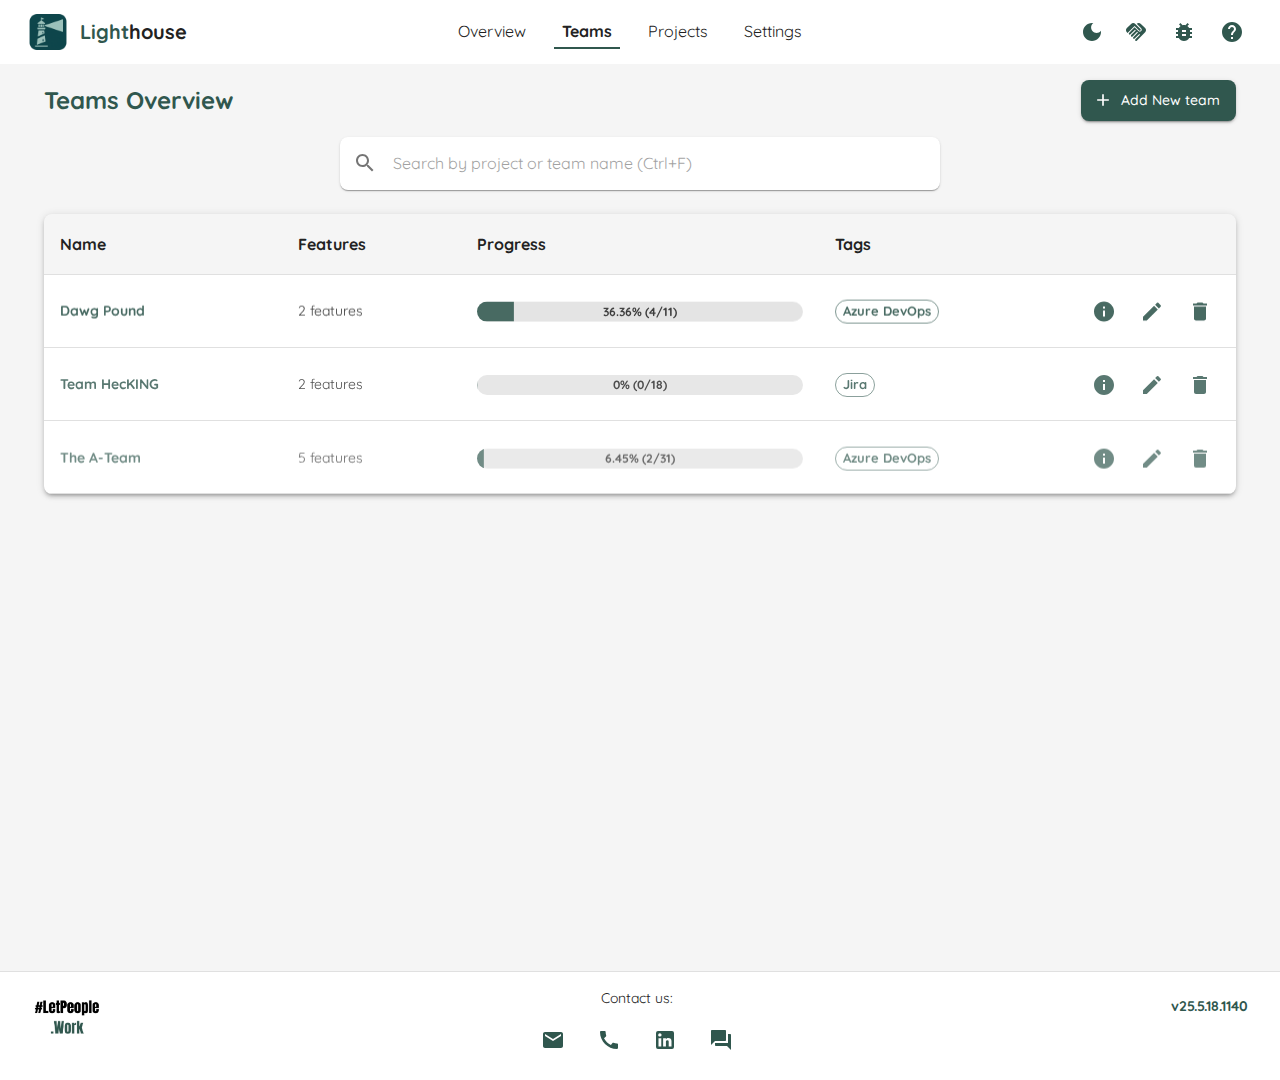 Lighthouse
Overview Teams Projects Settings
Teams Overview
Add New team
Search by project or team name (Ctrl+F)
Name Features Progress Tags
Dawg Pound 2 features 36.36% (4/11) Azure DevOps
Team HecKING 2 features 0% (0/18) Jira
The A-Team 5 features 6.45% (2/31) Azure DevOps
#LetPeople
.Work
Contact us:
v25.5.18.1140